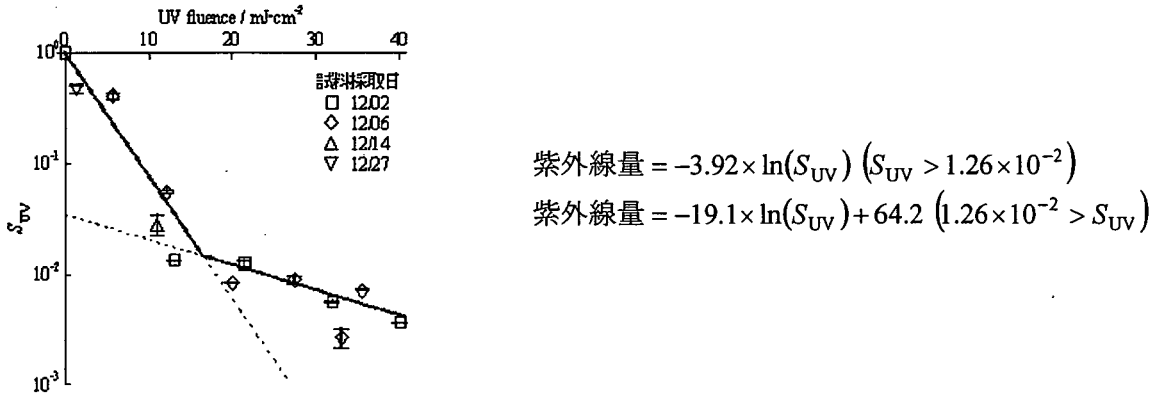 UV fluence / mJ·cm⁻²
0 10 20 30 40
10⁰
10⁻¹
10⁻²
10⁻³
S_UV
試料採取日
□ 12/02
◇ 12/06
△ 12/14
▽ 12/27
紫外線量 = −3.92 × ln(S_UV) (S_UV > 1.26 × 10⁻²)
紫外線量 = −19.1 × ln(S_UV) + 64.2 (1.26 × 10⁻² > S_UV)